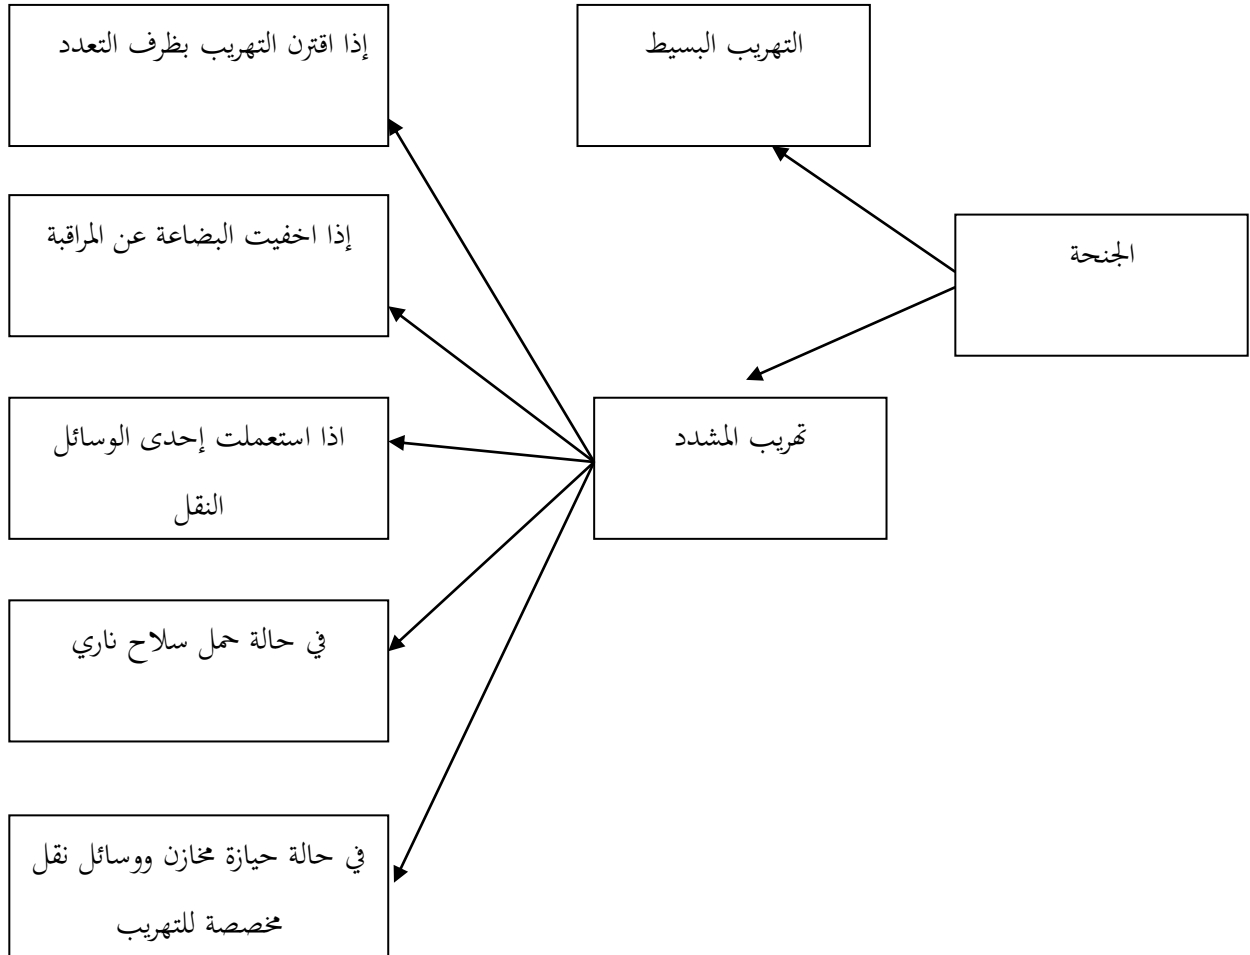 الجنحة
التهريب البسيط
تهريب المشدد
إذا اقترن التهريب بظرف التعدد
إذا اخفيت البضاعة عن المراقبة
اذا استعملت إحدى الوسائل
النقل
في حالة حمل سلاح ناري
في حالة حيازة مخازن ووسائل نقل
مخصصة للتهريب